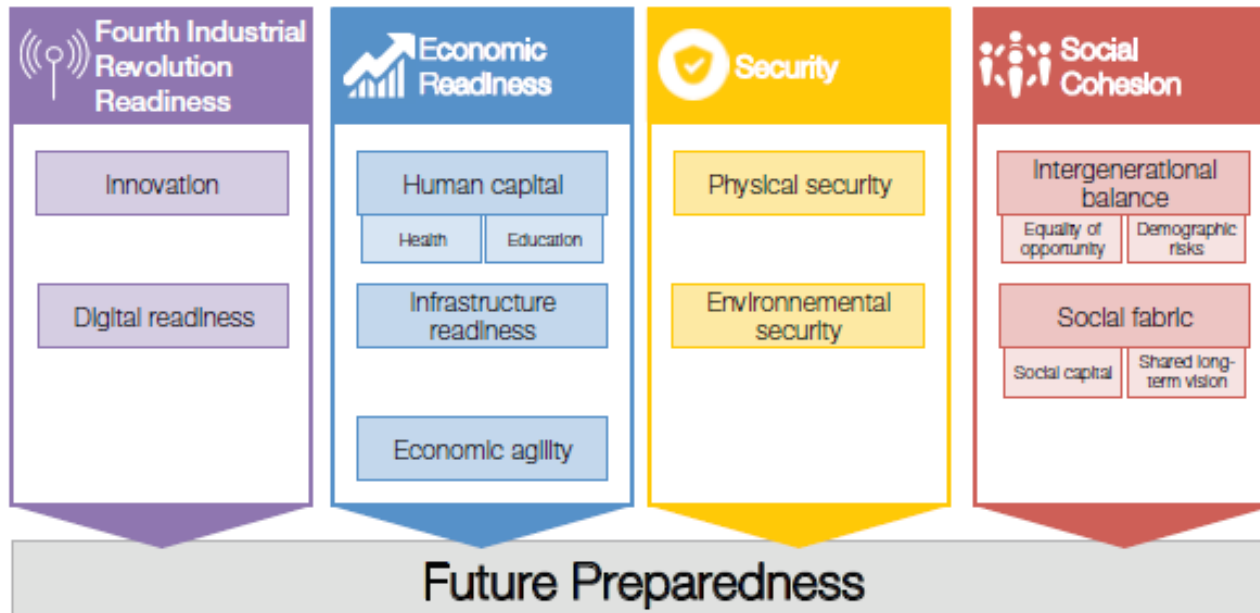 Fourth Industrial
Revolution
Readiness
Innovation
Digital readiness
Economic
Readiness
Human capital
Health
Education
Infrastructure
readiness
Economic agility
Security
Physical security
Environnemental
security
Social
Cohesion
Intergenerational
balance
Equality of
opportunity
Demographic
risks
Social fabric
Social capital
Shared long-
term vision
Future Preparedness